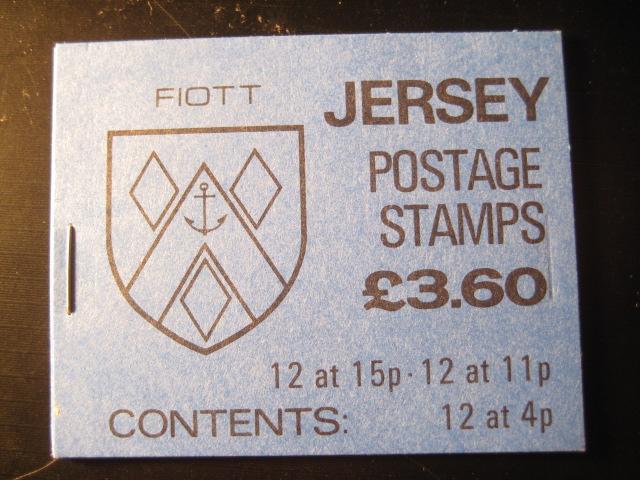 FIOTT
JERSEY
POSTAGE
STAMPS
£3.60
12 at 15p·12 at 11p
CONTENTS: 12 at 4p